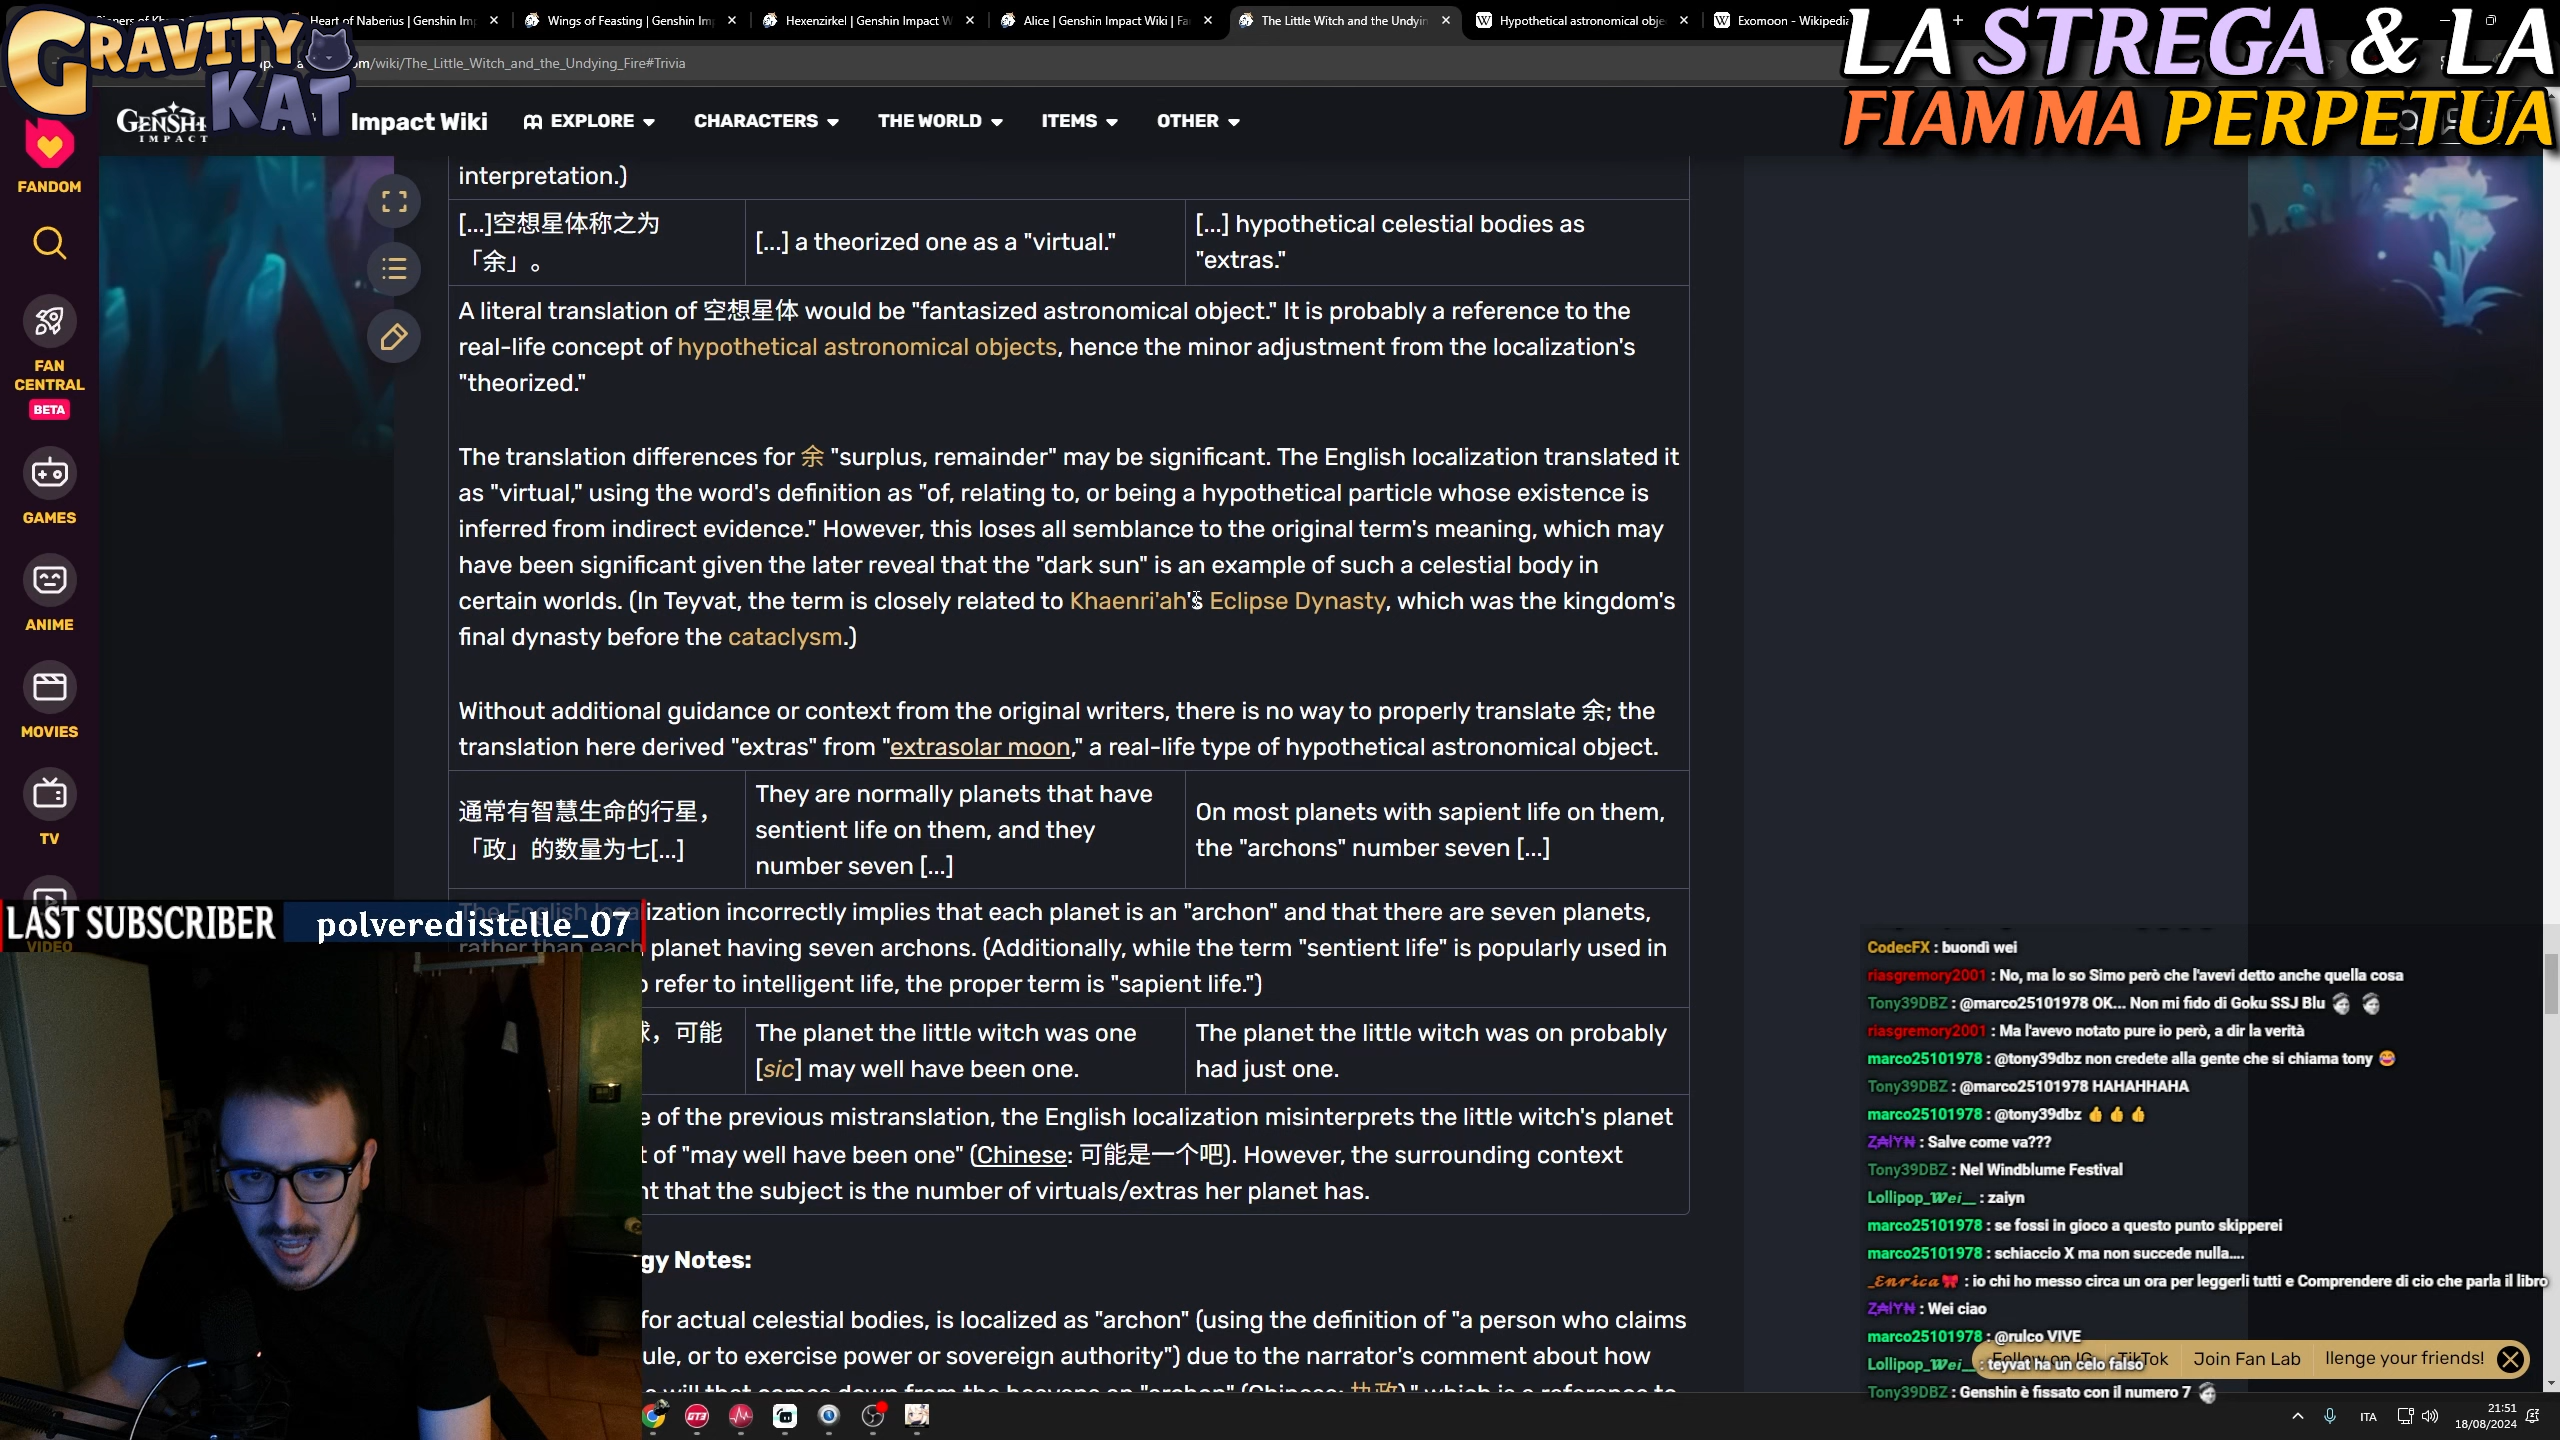 Heart of Naberius | Genshin Im
Wings of Feasting | Genshin Im
Hexenzirkel | Genshin Impact W
Alice | Genshin Impact Wiki | Fa
The Little Witch and the Undyin
Hypothetical astronomical obje
Exomoon - Wikipedia
GRAVITY
KAT
LA STREGA & LA
FIAMMA PERPETUA
om/wiki/The_Little_Witch_and_the_Undying_Fire#Trivia
GENSHI
IMPACT
Impact Wiki
EXPLORE
CHARACTERS
THE WORLD
ITEMS
OTHER
FANDOM
FAN
CENTRAL
BETA
GAMES
ANIME
MOVIES
TV
VIDEO
interpretation.)
[...]空想星体称之为
「余」。
[...] a theorized one as a "virtual."
[...] hypothetical celestial bodies as
"extras."
A literal translation of 空想星体 would be "fantasized astronomical object." It is probably a reference to the
real-life concept of hypothetical astronomical objects, hence the minor adjustment from the localization's
"theorized."
The translation differences for 余 "surplus, remainder" may be significant. The English localization translated it
as "virtual," using the word's definition as "of, relating to, or being a hypothetical particle whose existence is
inferred from indirect evidence." However, this loses all semblance to the original term's meaning, which may
have been significant given the later reveal that the "dark sun" is an example of such a celestial body in
certain worlds. (In Teyvat, the term is closely related to Khaenri'ah's Eclipse Dynasty, which was the kingdom's
final dynasty before the cataclysm.)
Without additional guidance or context from the original writers, there is no way to properly translate 余; the
translation here derived "extras" from "extrasolar moon," a real-life type of hypothetical astronomical object.
通常有智慧生命的行星，
「政」的数量为七[...]
They are normally planets that have
sentient life on them, and they
number seven [...]
On most planets with sapient life on them,
the "archons" number seven [...]
The English localization incorrectly implies that each planet is an "archon" and that there are seven planets,
rather than each planet having seven archons. (Additionally, while the term "sentient life" is popularly used in
o refer to intelligent life, the proper term is "sapient life.")
球，可能
The planet the little witch was one
[sic] may well have been one.
The planet the little witch was on probably
had just one.
e of the previous mistranslation, the English localization misinterprets the little witch's planet
t of "may well have been one" (Chinese: 可能是一个吧). However, the surrounding context
nt that the subject is the number of virtuals/extras her planet has.
gy Notes:
for actual celestial bodies, is localized as "archon" (using the definition of "a person who claims
ule, or to exercise power or sovereign authority") due to the narrator's comment about how
LAST SUBSCRIBER polveredistelle_07
CodecFX : buondì wei
riasgremory2001 : No, ma lo so Simo però che l'avevi detto anche quella cosa
Tony39DBZ : @marco25101978 OK... Non mi fido di Goku SSJ Blu
riasgremory2001 : Ma l'avevo notato pure io però, a dir la verità
marco25101978 : @tony39dbz non credete alla gente che si chiama tony 😂
Tony39DBZ : @marco25101978 HAHAHHAHA
marco25101978 : @tony39dbz 👍 👍 👍
Z₳łY₦ : Salve come va???
Tony39DBZ : Nel Windblume Festival
Lollipop_𝓦𝓮𝓲__ : zaiyn
marco25101978 : se fossi in gioco a questo punto skipperei
marco25101978 : schiaccio X ma non succede nulla....
_𝓔𝓷𝓻𝓲𝓬𝓪🎀 : io chi ho messo circa un ora per leggerli tutti e Comprendere di cio che parla il libro
Z₳łY₦ : Wei ciao
marco25101978 : @rulco VIVE
Lollipop_𝓦𝓮𝓲__ : teyvat ha un celo falso
Tony39DBZ : Genshin è fissato con il numero 7
Follow on IG
TikTok
Join Fan Lab
llenge your friends!
GT3
ITA
21:51
18/08/2024